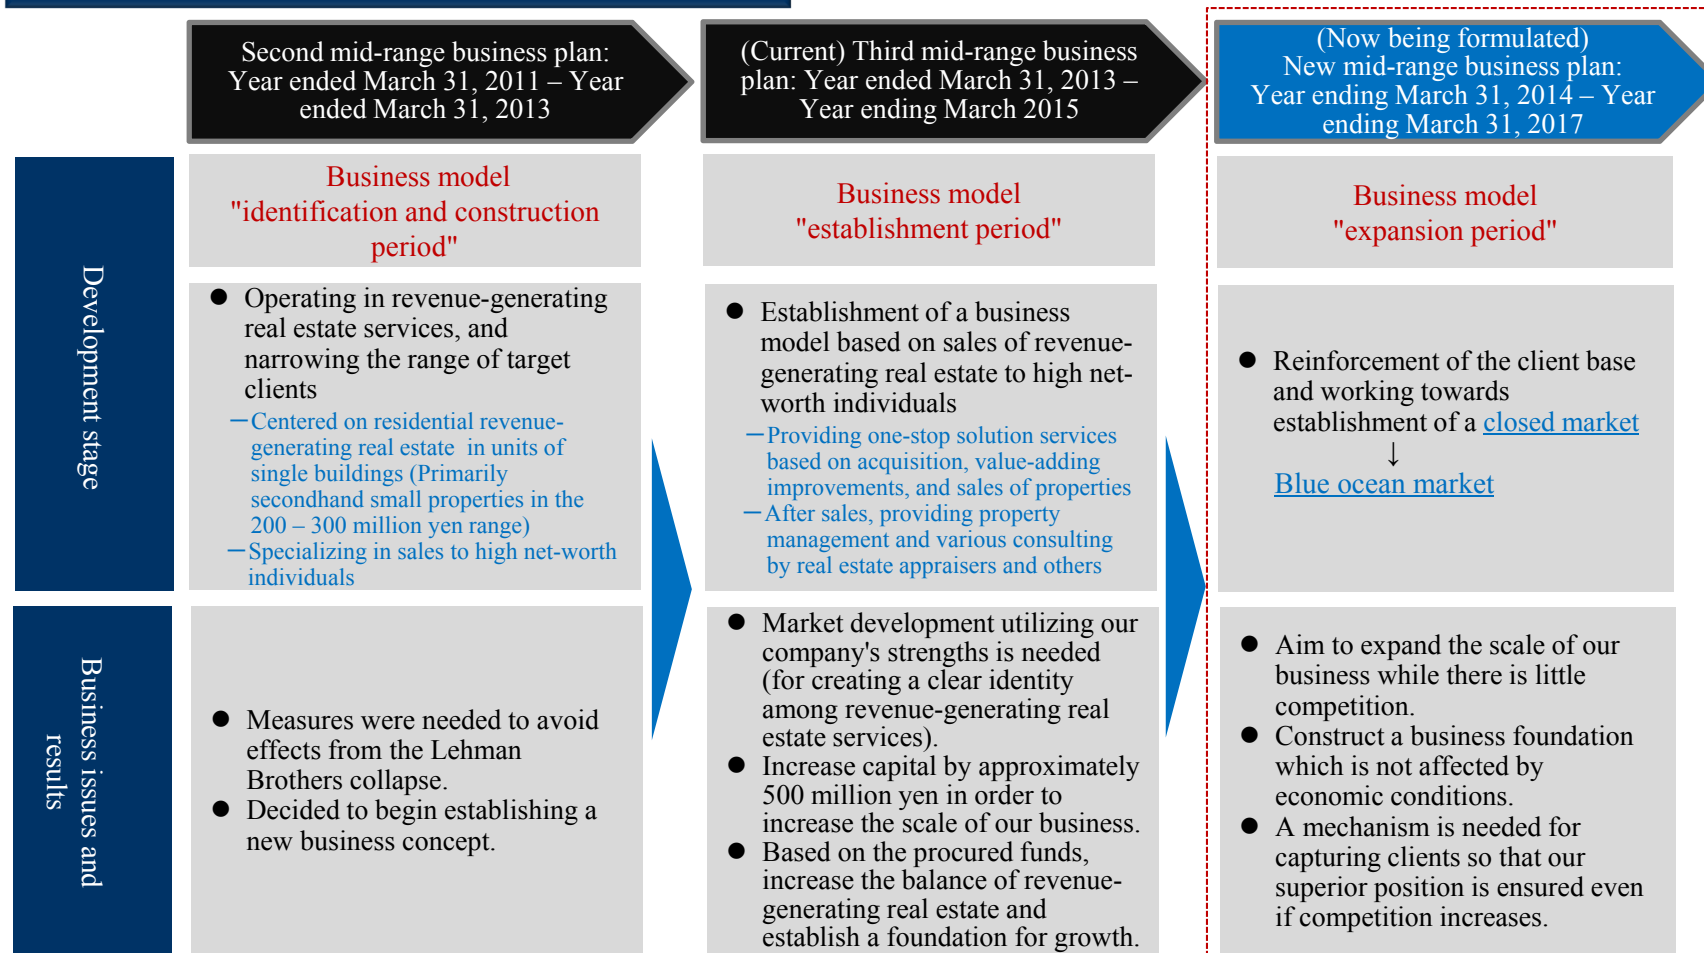 Second mid-range business plan:
Year ended March 31, 2011 – Year
ended March 31, 2013
(Current) Third mid-range business
plan: Year ended March 31, 2013 –
Year ending March 2015
(Now being formulated)
New mid-range business plan:
Year ending March 31, 2014 – Year
ending March 31, 2017
Development stage
Business model
"identification and construction
period"
Business model
"establishment period"
Business model
"expansion period"
● Operating in revenue-generating
real estate services, and
narrowing the range of target
clients
－Centered on residential revenue-
generating real estate in units of
single buildings (Primarily
secondhand small properties in the
200 – 300 million yen range)
－Specializing in sales to high net-worth
individuals
● Establishment of a business
model based on sales of revenue-
generating real estate to high net-
worth individuals
－Providing one-stop solution services
based on acquisition, value-adding
improvements, and sales of properties
－After sales, providing property
management and various consulting
by real estate appraisers and others
● Reinforcement of the client base
and working towards
establishment of a closed market
↓
Blue ocean market
Business issues and
results
● Measures were needed to avoid
effects from the Lehman
Brothers collapse.
● Decided to begin establishing a
new business concept.
● Market development utilizing our
company's strengths is needed
(for creating a clear identity
among revenue-generating real
estate services).
● Increase capital by approximately
500 million yen in order to
increase the scale of our business.
● Based on the procured funds,
increase the balance of revenue-
generating real estate and
establish a foundation for growth.
● Aim to expand the scale of our
business while there is little
competition.
● Construct a business foundation
which is not affected by
economic conditions.
● A mechanism is needed for
capturing clients so that our
superior position is ensured even
if competition increases.